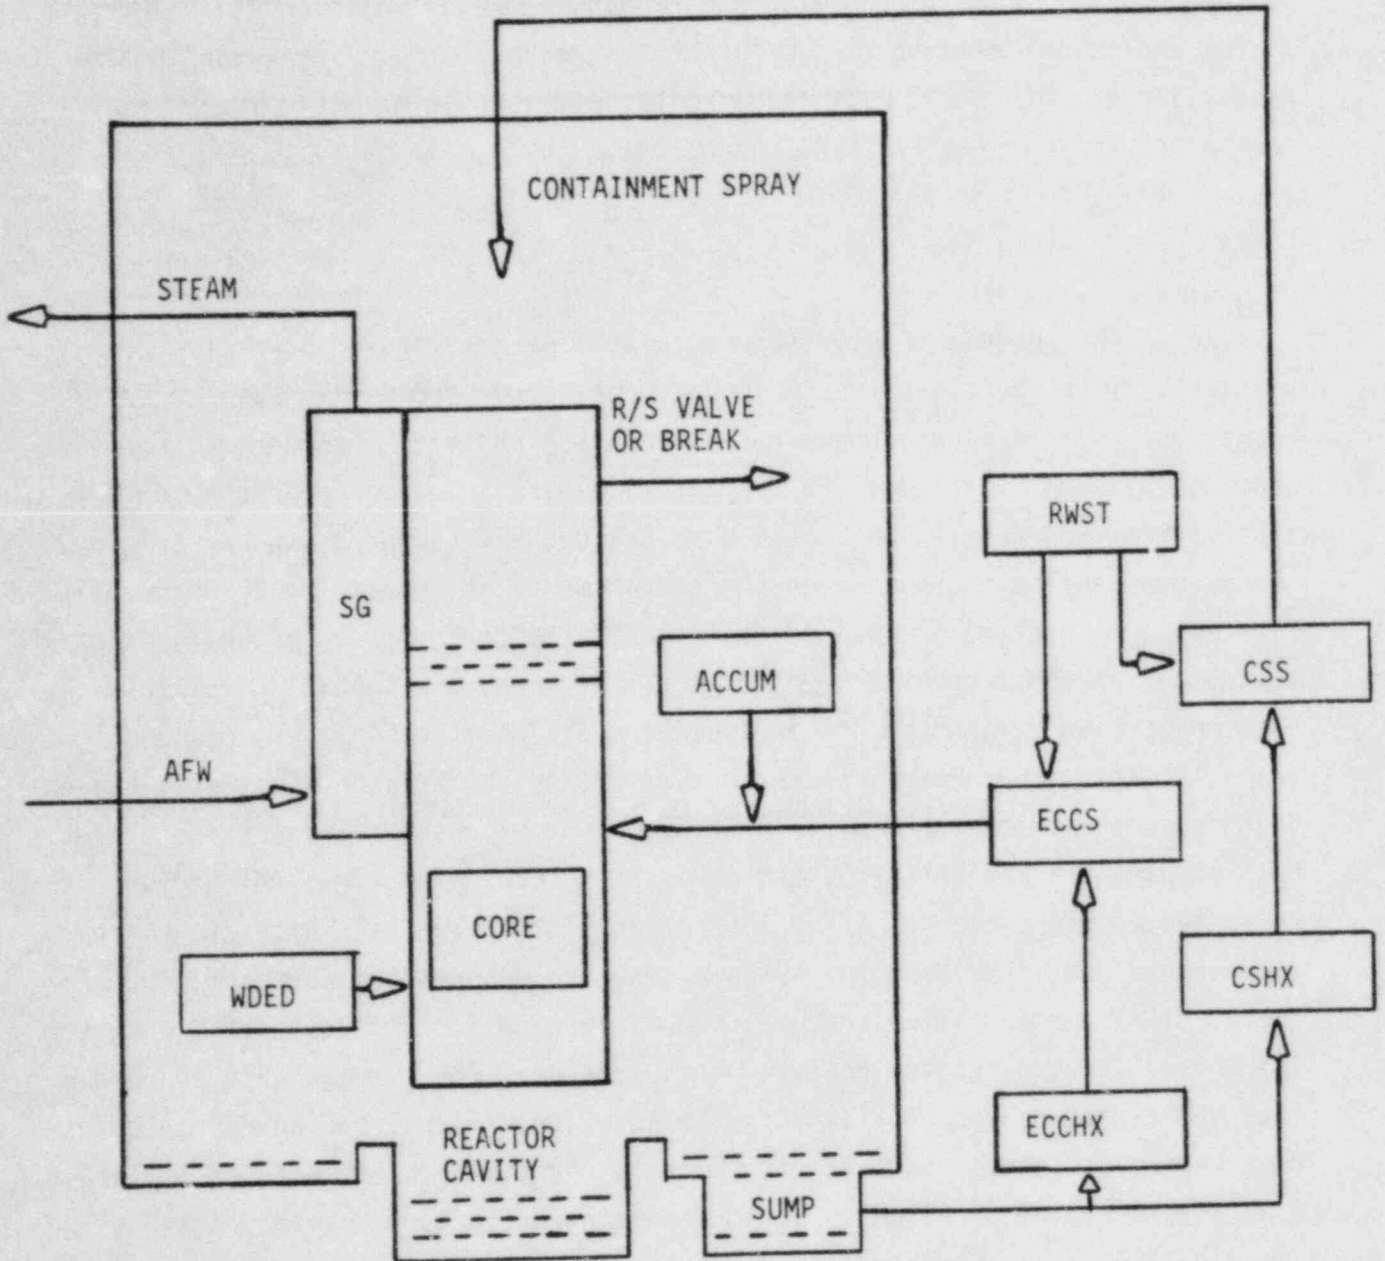 CONTAINMENT SPRAY
STEAM
R/S VALVE
OR BREAK
RWST
SG
ACCUM
CSS
AFW
ECCS
CORE
WDED
CSHX
ECCHX
REACTOR
CAVITY
SUMP